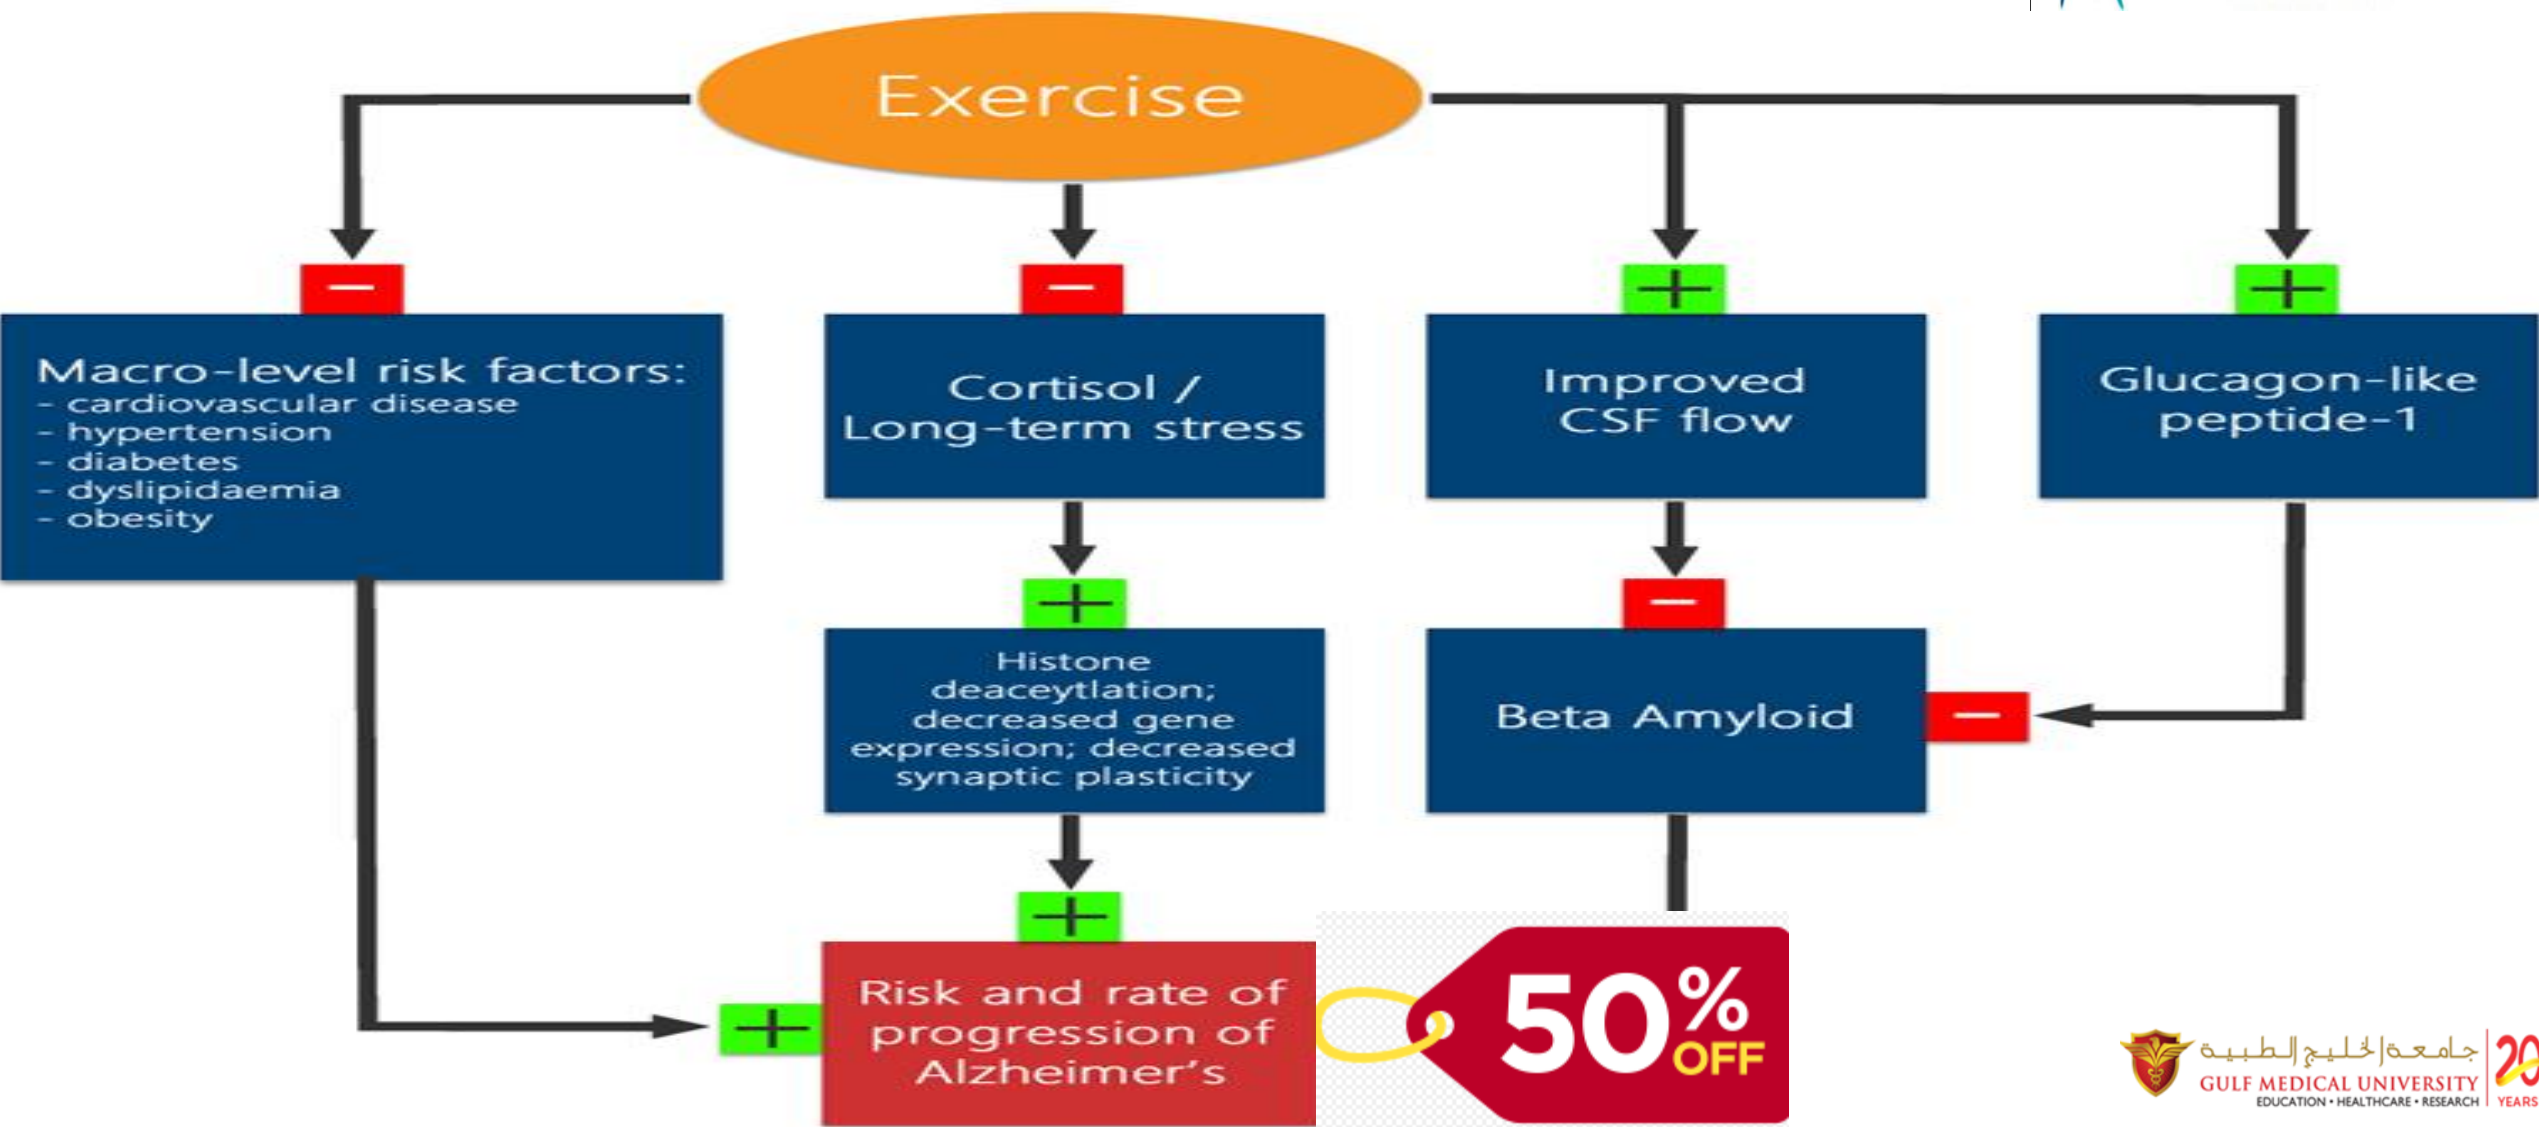 Exercise
−
−
+
+
Macro-level risk factors:
- cardiovascular disease
- hypertension
- diabetes
- dyslipidaemia
- obesity
Cortisol /
Long-term stress
Improved
CSF flow
Glucagon-like
peptide-1
+
−
Histone
deaceytlation;
decreased gene
expression; decreased
synaptic plasticity
Beta Amyloid
−
+
+
Risk and rate of
progression of
Alzheimer's
50%
OFF
جامعة الخليج الطبية
GULF MEDICAL UNIVERSITY
EDUCATION • HEALTHCARE • RESEARCH
20
YEARS